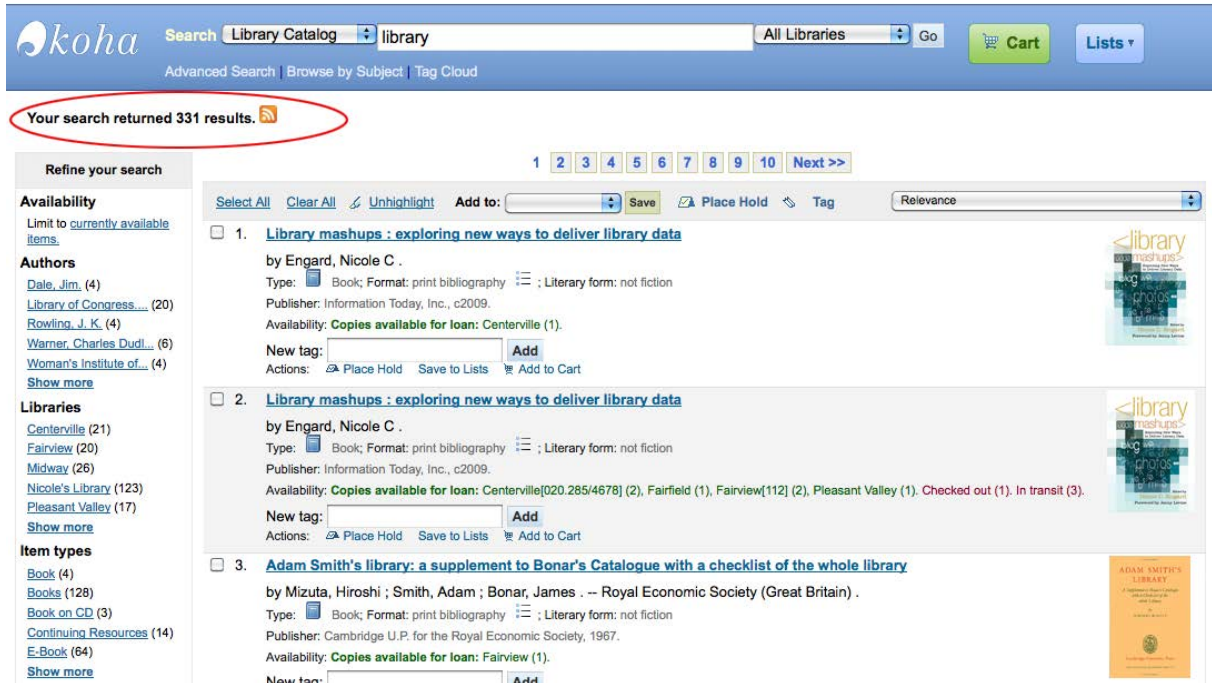 koha
Search Library Catalog library All Libraries Go Cart Lists
Advanced Search | Browse by Subject | Tag Cloud
Your search returned 331 results.
Refine your search
Availability
Limit to currently available
items.
Authors
Dale, Jim. (4)
Library of Congress.... (20)
Rowling, J. K. (4)
Warner, Charles Dudl... (6)
Woman's Institute of... (4)
Show more
Libraries
Centerville (21)
Fairview (20)
Midway (26)
Nicole's Library (123)
Pleasant Valley (17)
Show more
Item types
Book (4)
Books (128)
Book on CD (3)
Continuing Resources (14)
E-Book (64)
Show more
1 2 3 4 5 6 7 8 9 10 Next >>
Select All Clear All Unhighlight Add to: Save Place Hold Tag Relevance
1. Library mashups : exploring new ways to deliver library data
by Engard, Nicole C .
Type: Book; Format: print bibliography ; Literary form: not fiction
Publisher: Information Today, Inc., c2009.
Availability: Copies available for loan: Centerville (1).
New tag: Add
Actions: Place Hold Save to Lists Add to Cart
<library
mashups>
photos
2. Library mashups : exploring new ways to deliver library data
by Engard, Nicole C .
Type: Book; Format: print bibliography ; Literary form: not fiction
Publisher: Information Today, Inc., c2009.
Availability: Copies available for loan: Centerville[020.285/4678] (2), Fairfield (1), Fairview[112] (2), Pleasant Valley (1). Checked out (1). In transit (3).
New tag: Add
Actions: Place Hold Save to Lists Add to Cart
<library
mashups>
photos
3. Adam Smith's library: a supplement to Bonar's Catalogue with a checklist of the whole library
by Mizuta, Hiroshi ; Smith, Adam ; Bonar, James . -- Royal Economic Society (Great Britain) .
Type: Book; Format: print bibliography ; Literary form: not fiction
Publisher: Cambridge U.P. for the Royal Economic Society, 1967.
Availability: Copies available for loan: Fairview (1).
New tag: Add
ADAM SMITH'S
LIBRARY